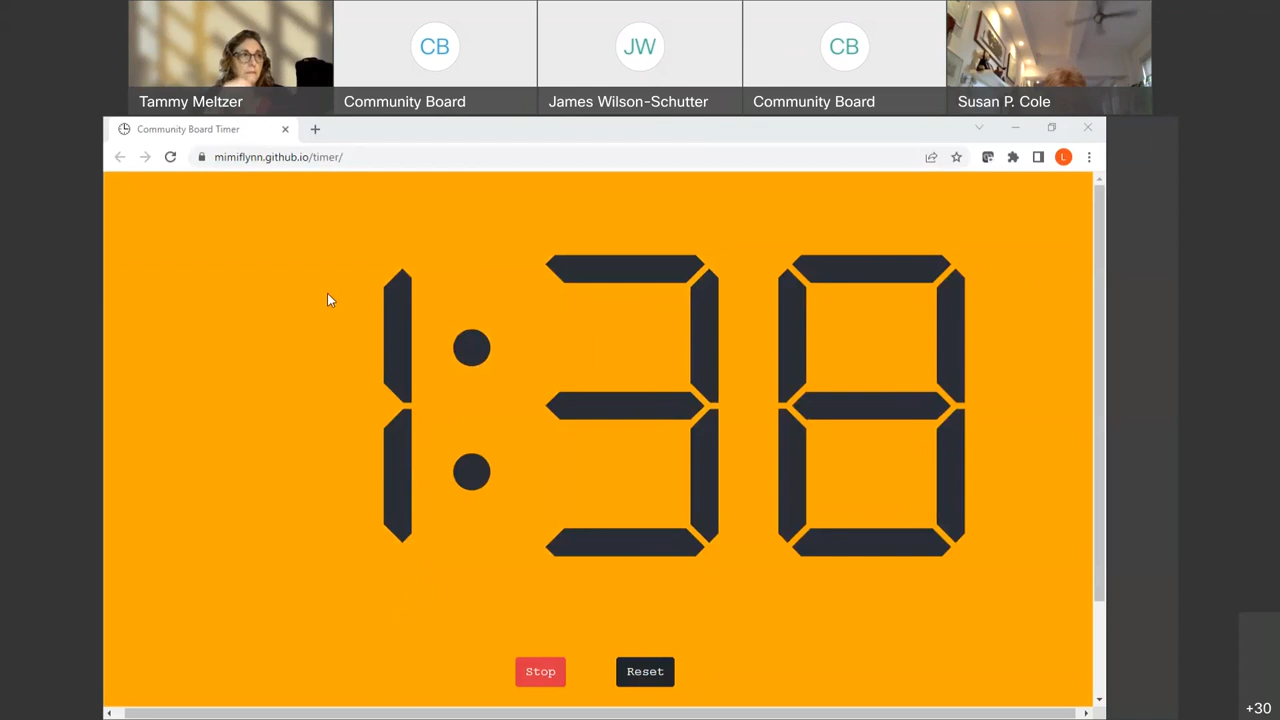 CB
JW
CB
Tammy Meltzer
Community Board
James Wilson-Schutter
Community Board
Susan P. Cole
Community Board Timer
mimiflynn.github.io/timer/
L
1:38
Stop
Reset
+30